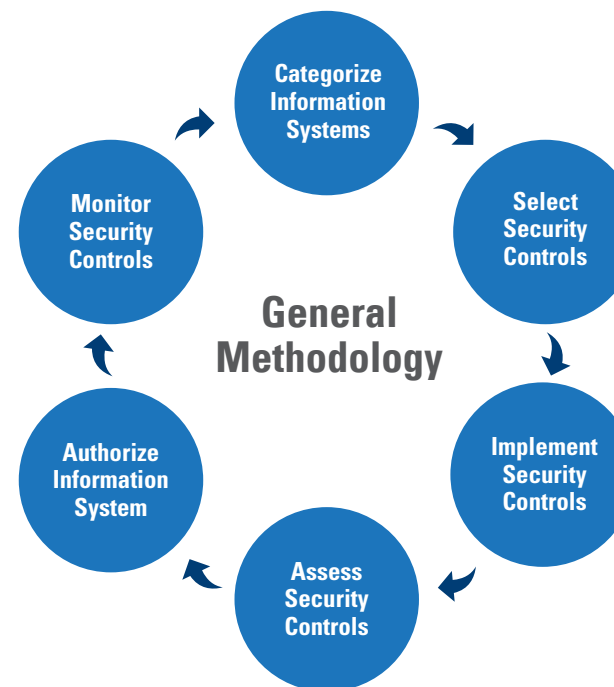 Categorize
Information
Systems
Select
Security
Controls
Implement
Security
Controls
Assess
Security
Controls
Authorize
Information
System
Monitor
Security
Controls
General
Methodology